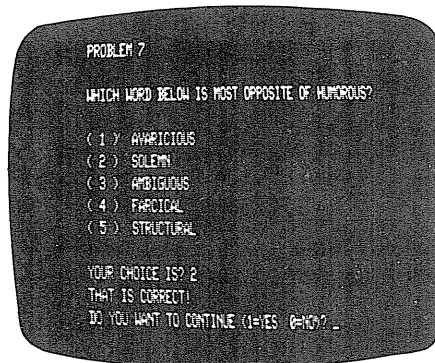 PROBLEM 7
WHICH WORD BELOW IS MOST OPPOSITE OF HUMOROUS?
( 1 ) AVARICIOUS
( 2 ) SOLEMN
( 3 ) AMBIGUOUS
( 4 ) FARCICAL
( 5 ) STRUCTURAL
YOUR CHOICE IS? 2
THAT IS CORRECT!
DO YOU WANT TO CONTINUE (1=YES 0=NO)? _